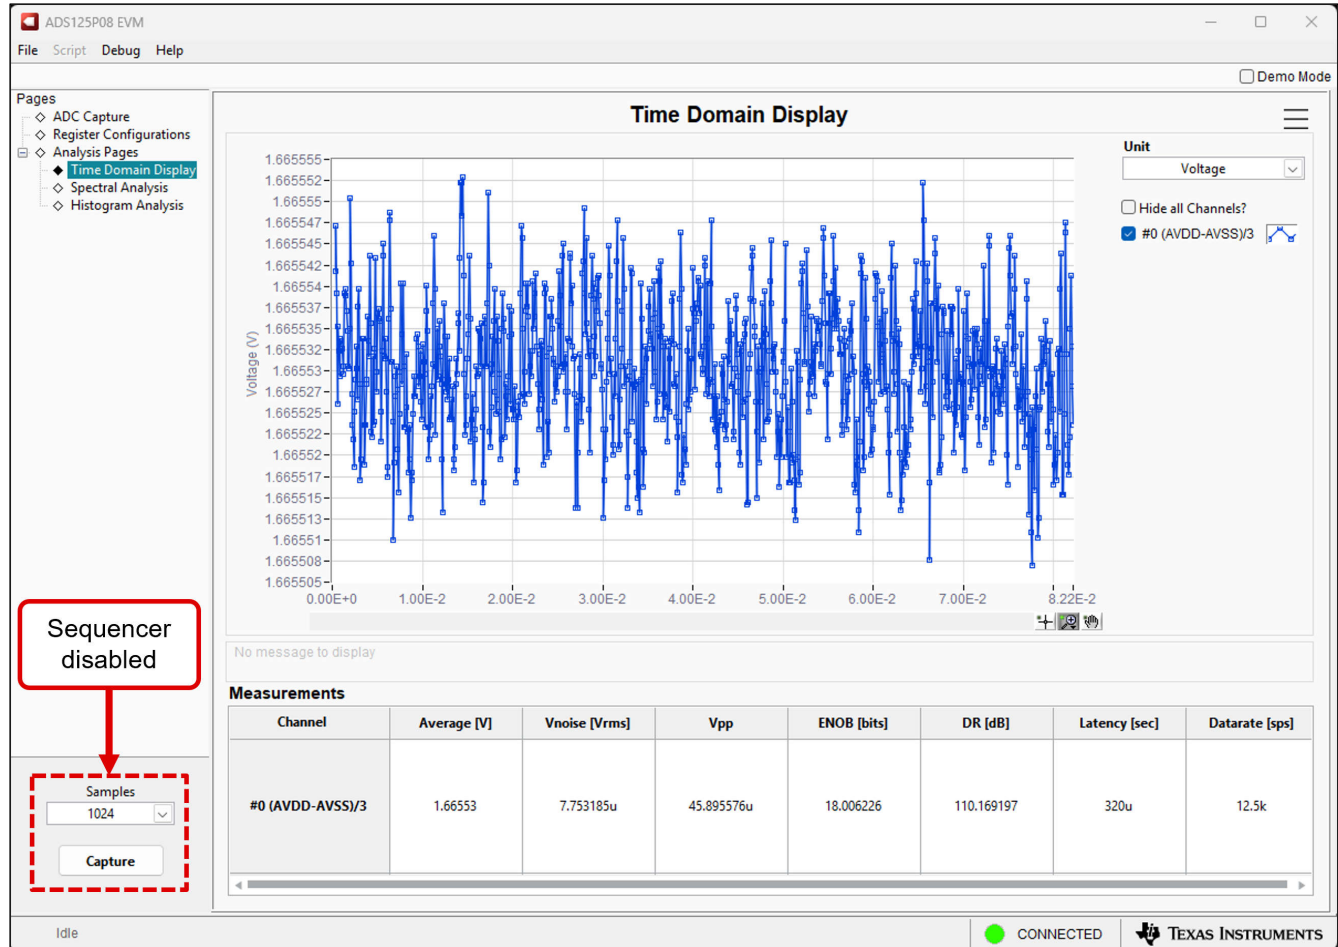 ADS125P08 EVM
File Script Debug Help
Demo Mode
Pages
ADC Capture
Register Configurations
Analysis Pages
Time Domain Display
Spectral Analysis
Histogram Analysis
Time Domain Display
Unit
Voltage
Hide all Channels?
#0 (AVDD-AVSS)/3
Voltage (V)
1.665555
1.665552
1.66555
1.665547
1.665545
1.665542
1.66554
1.665537
1.665535
1.665532
1.66553
1.665527
1.665525
1.665522
1.66552
1.665517
1.665515
1.665513
1.66551
1.665508
1.665505
0.00E+0 1.00E-2 2.00E-2 3.00E-2 4.00E-2 5.00E-2 6.00E-2 7.00E-2 8.22E-2
No message to display
Sequencer
disabled
Measurements
Channel Average [V] Vnoise [Vrms] Vpp ENOB [bits] DR [dB] Latency [sec] Datarate [sps]
#0 (AVDD-AVSS)/3 1.66553 7.753185u 45.895576u 18.006226 110.169197 320u 12.5k
Samples
1024
Capture
Idle
CONNECTED
TEXAS INSTRUMENTS